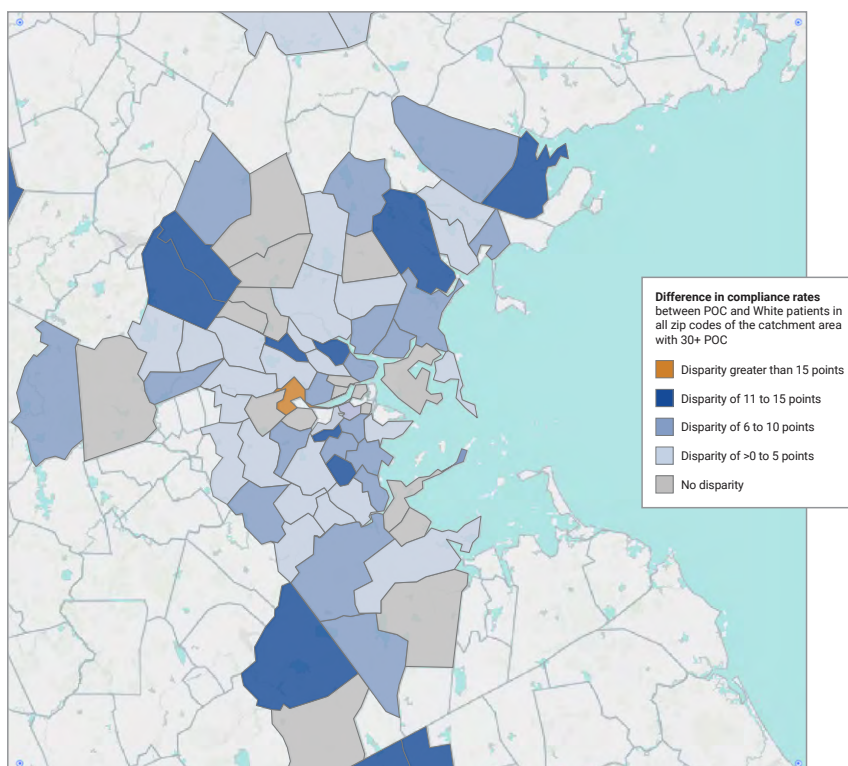 Difference in compliance rates
between POC and White patients in
all zip codes of the catchment area
with 30+ POC
Disparity greater than 15 points
Disparity of 11 to 15 points
Disparity of 6 to 10 points
Disparity of >0 to 5 points
No disparity